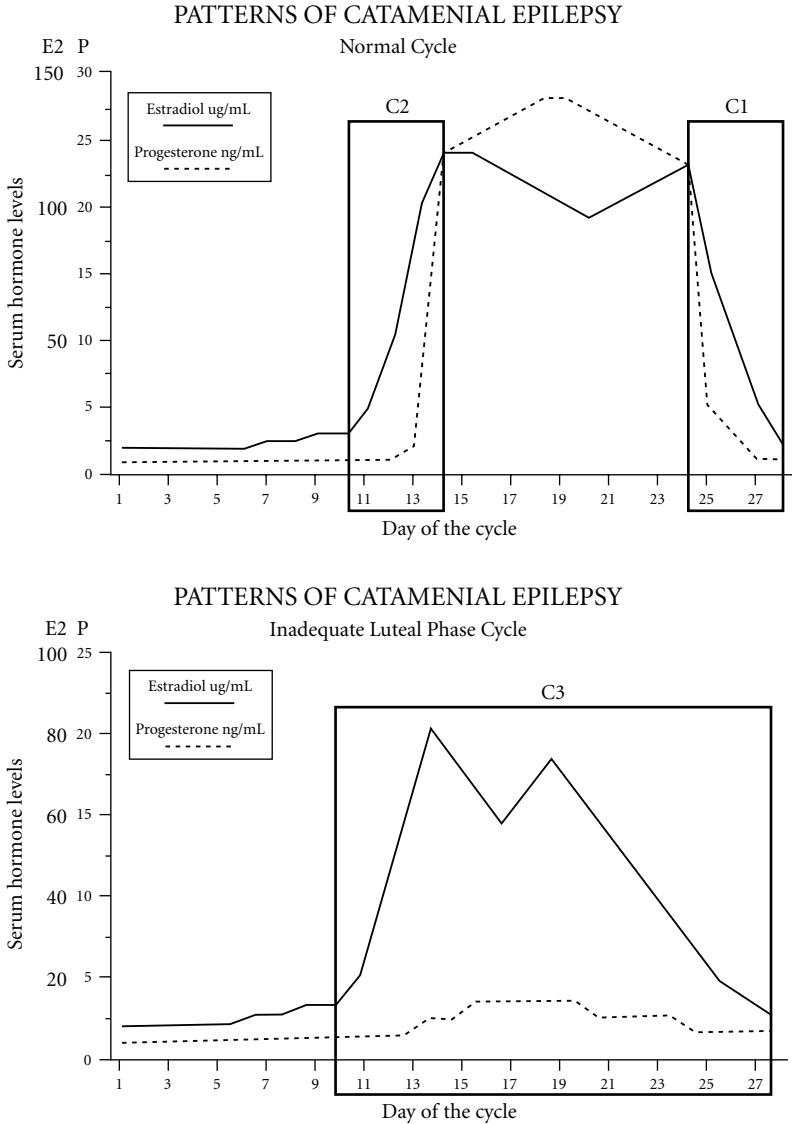 PATTERNS OF CATAMENIAL EPILEPSY
E2 P
Normal Cycle
150 30
Estradiol ug/mL
Progesterone ng/mL
C2
C1
25
100 20
15
50 10
5
0
Serum hormone levels
1 3 5 7 9 11 13 15 17 19 21 23 25 27
Day of the cycle
PATTERNS OF CATAMENIAL EPILEPSY
E2 P
Inadequate Luteal Phase Cycle
100 25
Estradiol ug/mL
Progesterone ng/mL
C3
80 20
60 15
40 10
20 5
0
Serum hormone levels
1 3 5 7 9 11 13 15 17 19 21 23 25 27
Day of the cycle